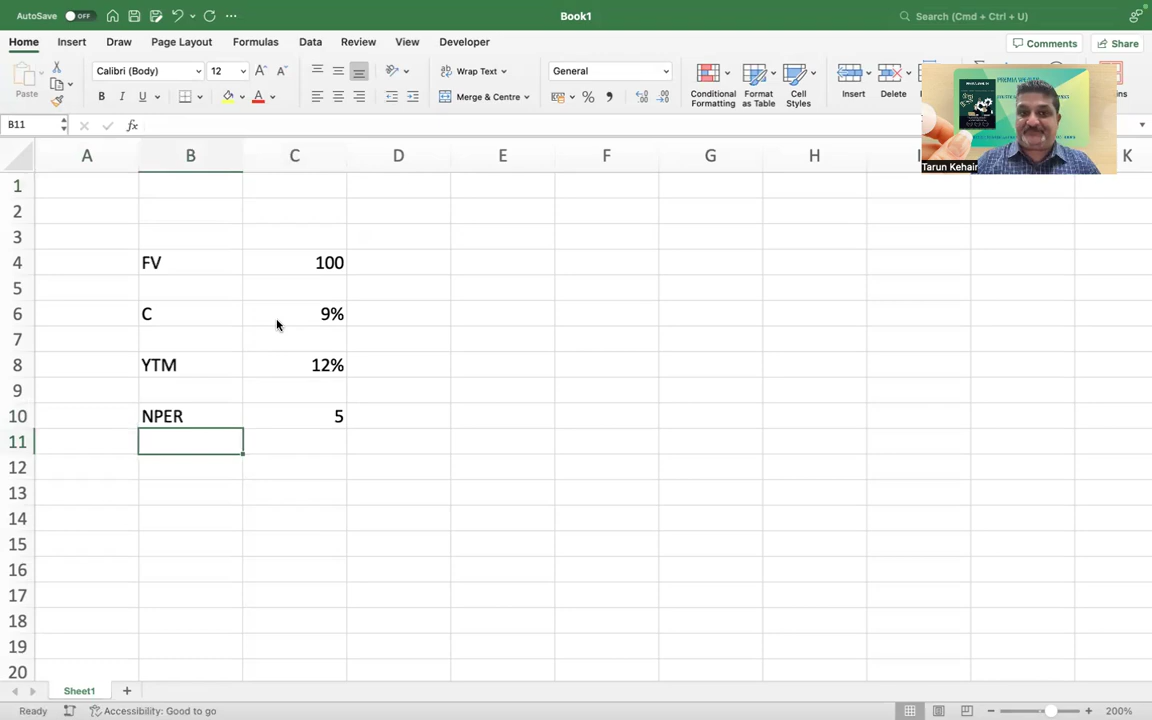 AutoSave OFF
Book1
Search (Cmd + Ctrl + U)
Home Insert Draw Page Layout Formulas Data Review View Developer
Comments Share
Paste
Calibri (Body) 12
B I U
Wrap Text
Merge & Centre
General
Conditional Formatting
Format as Table
Cell Styles
Insert
Delete
B11
fx
A B C D E F G H K
1
2
3
4 FV 100
5
6 C 9%
7
8 YTM 12%
9
10 NPER 5
11
12
13
14
15
16
17
18
19
20
Tarun Kehair
Sheet1
Ready Accessibility: Good to go 200%